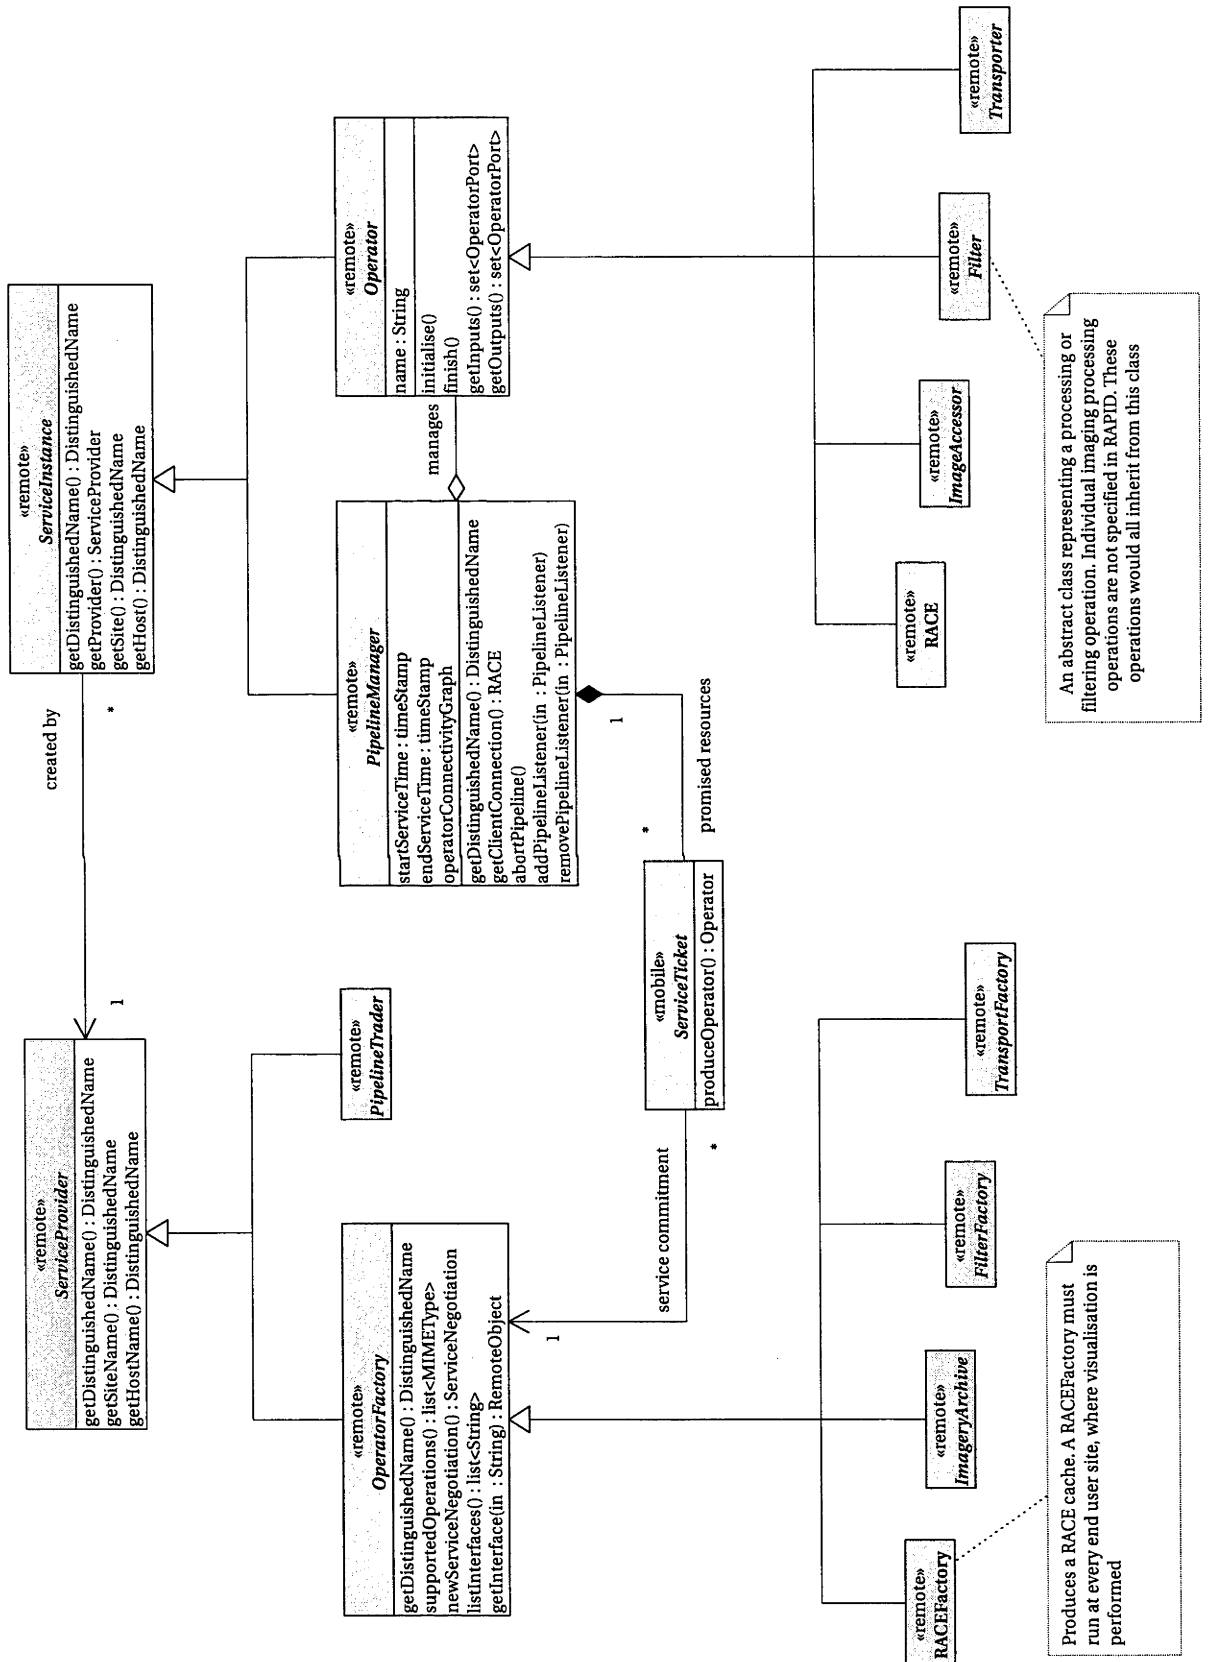 «remote»
ServiceProvider
getDistinguishedName() : DistinguishedName
getSiteName() : DistinguishedName
getHostName() : DistinguishedName
1
created by
*
«remote»
ServiceInstance
getDistinguishedName() : DistinguishedName
getProvider() : ServiceProvider
getSite() : DistinguishedName
getHost() : DistinguishedName
«remote»
OperatorFactory
getDistinguishedName() : DistinguishedName
supportedOperations() : list<MIMEType>
newServiceNegotiation() : ServiceNegotiation
listInterfaces() : list<String>
getInterface(in : String) : RemoteObject
«remote»
PipelineTrader
«remote»
PipelineManager
startServiceTime : timeStamp
endServiceTime : timeStamp
operatorConnectivityGraph
getDistinguishedName() : DistinguishedName
getClientConnection() : RACE
abortPipeline()
addPipelineListener(in : PipelineListener)
removePipelineListener(in : PipelineListener)
manages
«remote»
Operator
name : String
initialise()
finish()
getInputs() : set<OperatorPort>
getOutputs() : set<OperatorPort>
1
service commitment
*
«mobile»
ServiceTicket
produceOperator() : Operator
*
promised resources
1
«remote»
RACEFactory
«remote»
ImageryArchive
«remote»
FilterFactory
«remote»
TransportFactory
«remote»
RACE
«remote»
ImageAccessor
«remote»
Filter
«remote»
Transporter
Produces a RACE cache. A RACEFactory must
run at every end user site, where visualisation is
performed
An abstract class representing a processing or
filtering operation. Individual imaging processing
operations are not specified in RAPID. These
operations would all inherit from this class